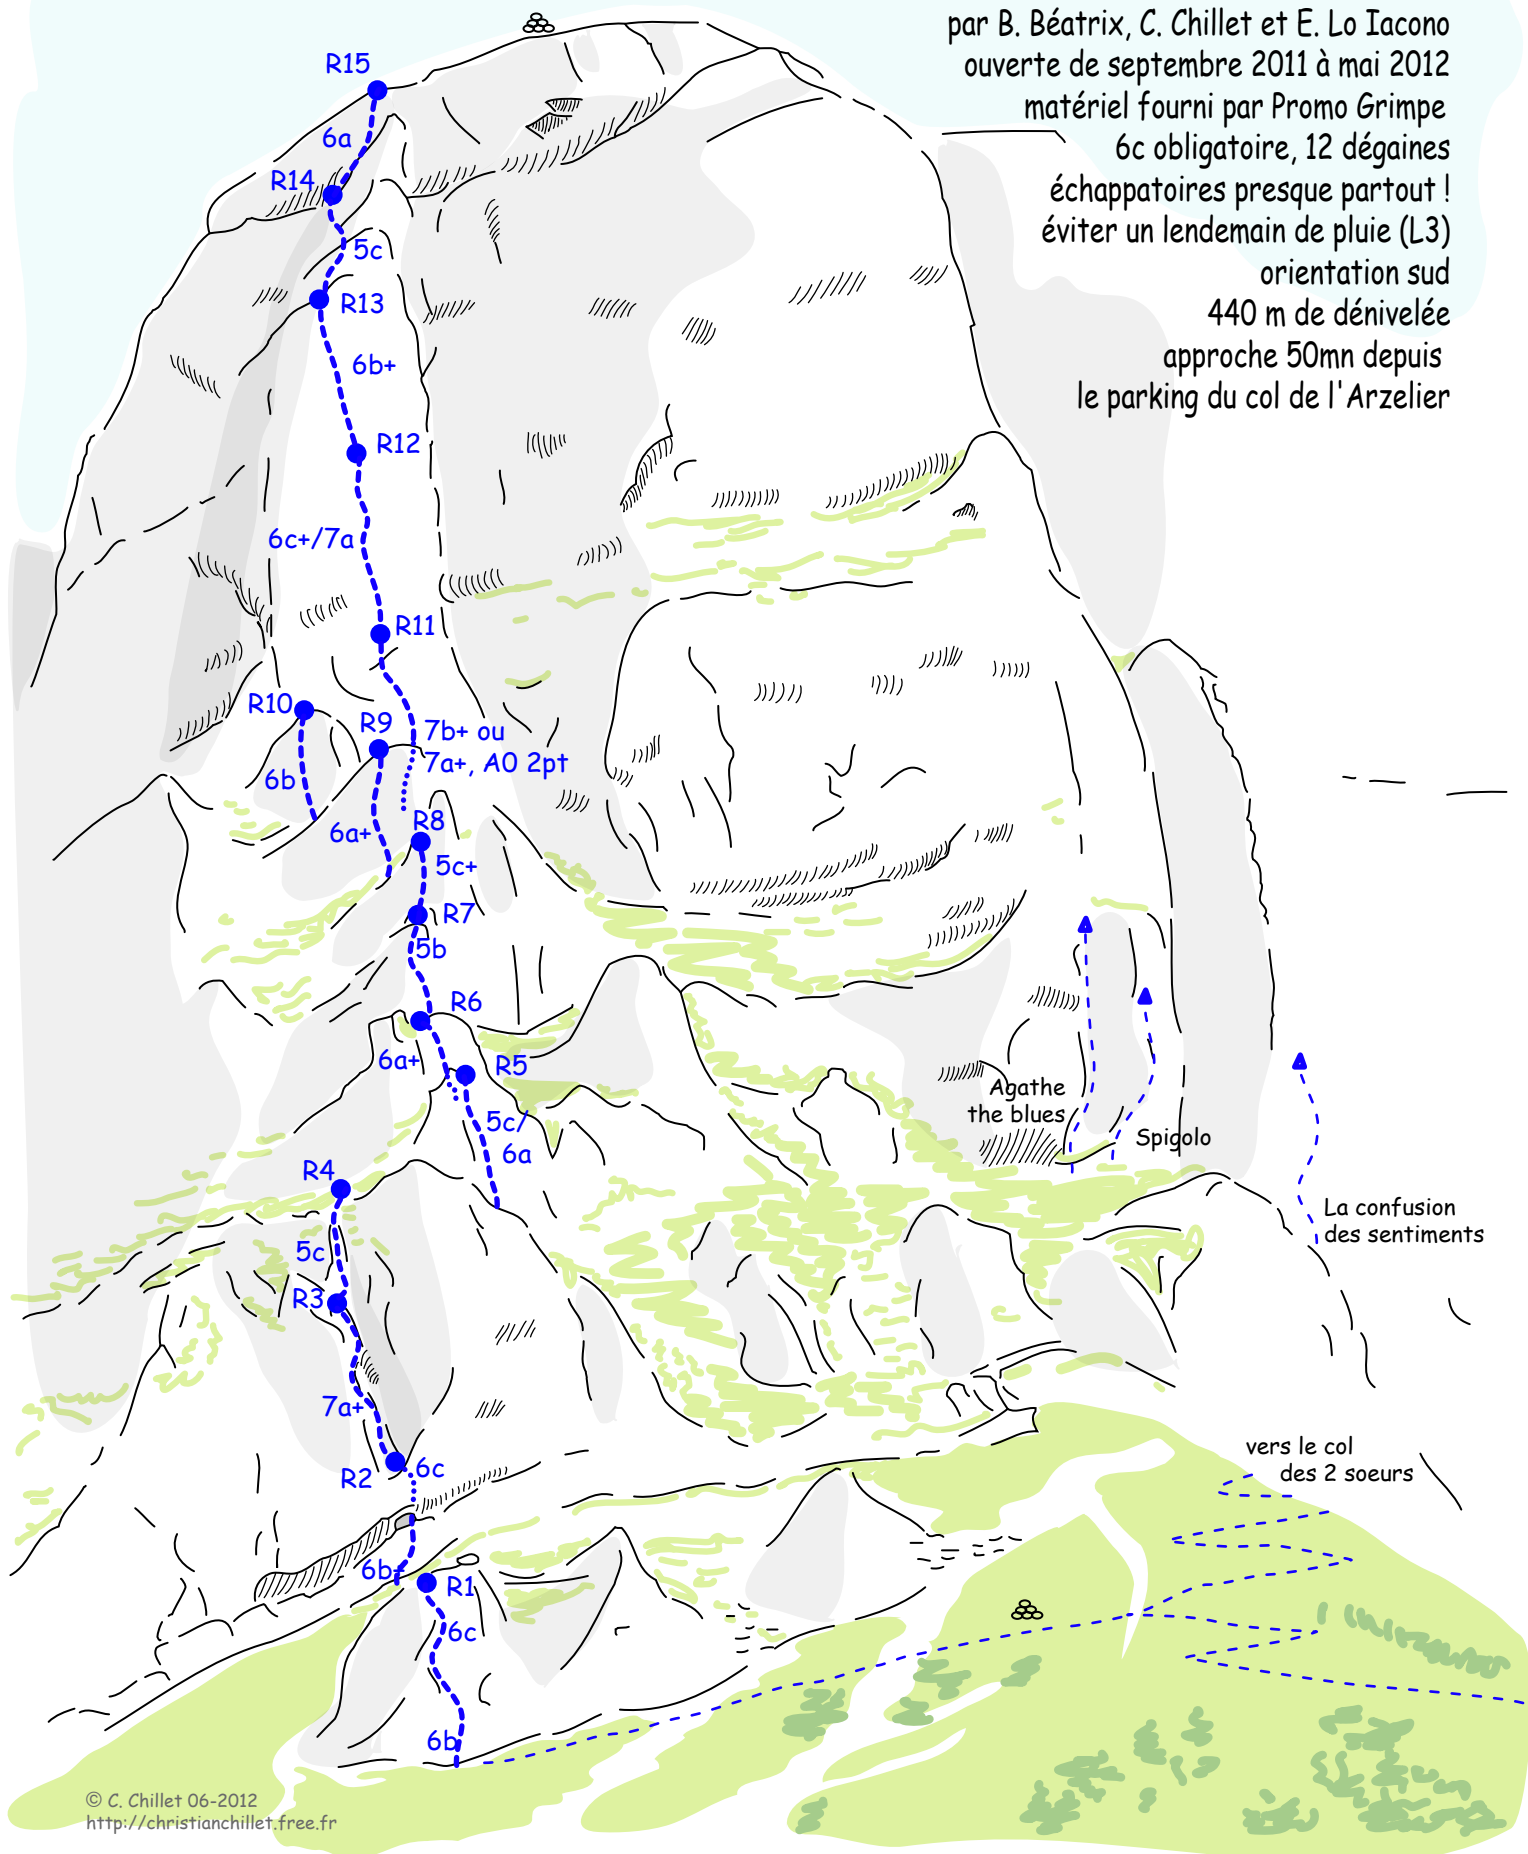 par B. Béatrix, C. Chillet et E. Lo Iacono
ouverte de septembre 2011 à mai 2012
matériel fourni par Promo Grimpe
6c obligatoire, 12 dégaines
échappatoires presque partout !
éviter un lendemain de pluie (L3)
orientation sud
440 m de dénivelée
approche 50mn depuis
le parking du col de l'Arzelier
R15
6a
R14
5c
R13
6b+
R12
6c+/7a
R11
R10
R9
7b+ ou
7a+, A0 2pt
6b
6a+
R8
5c+
R7
5b
R6
6a+
R5
5c/
6a
Agathe
the blues
Spigolo
R4
La confusion
des sentiments
5c
R3
7a+
R2
6c
vers le col
des 2 soeurs
6b+
R1
6c
6b
© C. Chillet 06-2012
http://christianchillet.free.fr